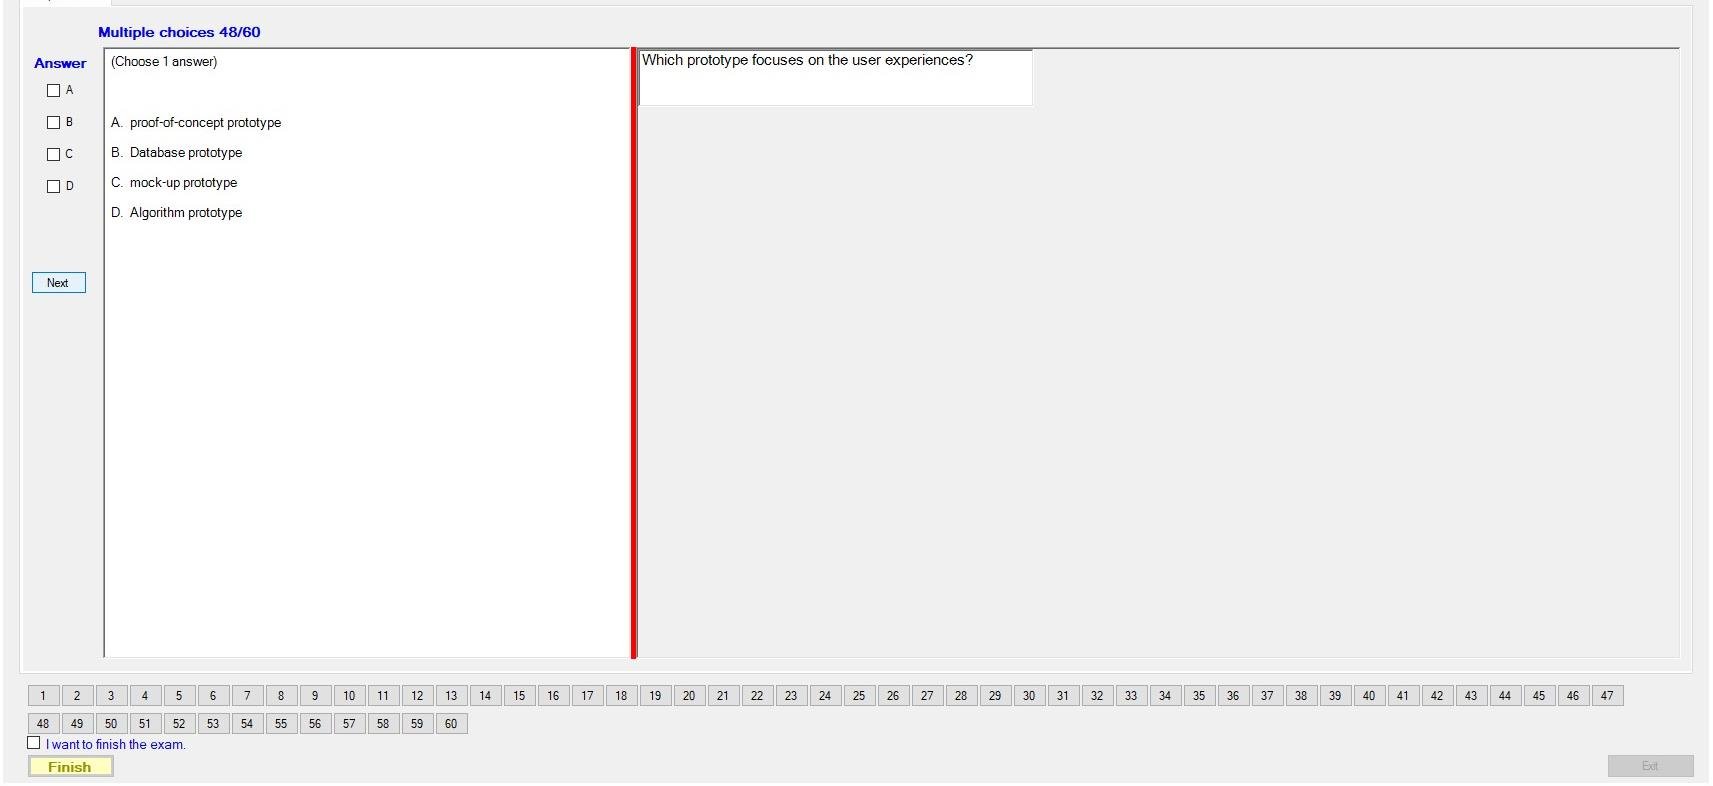 Multiple choices 48/60
Answer
A
B
C
D
Next
(Choose 1 answer)
A. proof-of-concept prototype
B. Database prototype
C. mock-up prototype
D. Algorithm prototype
Which prototype focuses on the user experiences?
1 2 3 4 5 6 7 8 9 10 11 12 13 14 15 16 17 18 19 20 21 22 23 24 25 26 27 28 29 30 31 32 33 34 35 36 37 38 39 40 41 42 43 44 45 46 47
48 49 50 51 52 53 54 55 56 57 58 59 60
I want to finish the exam.
Finish
Exit